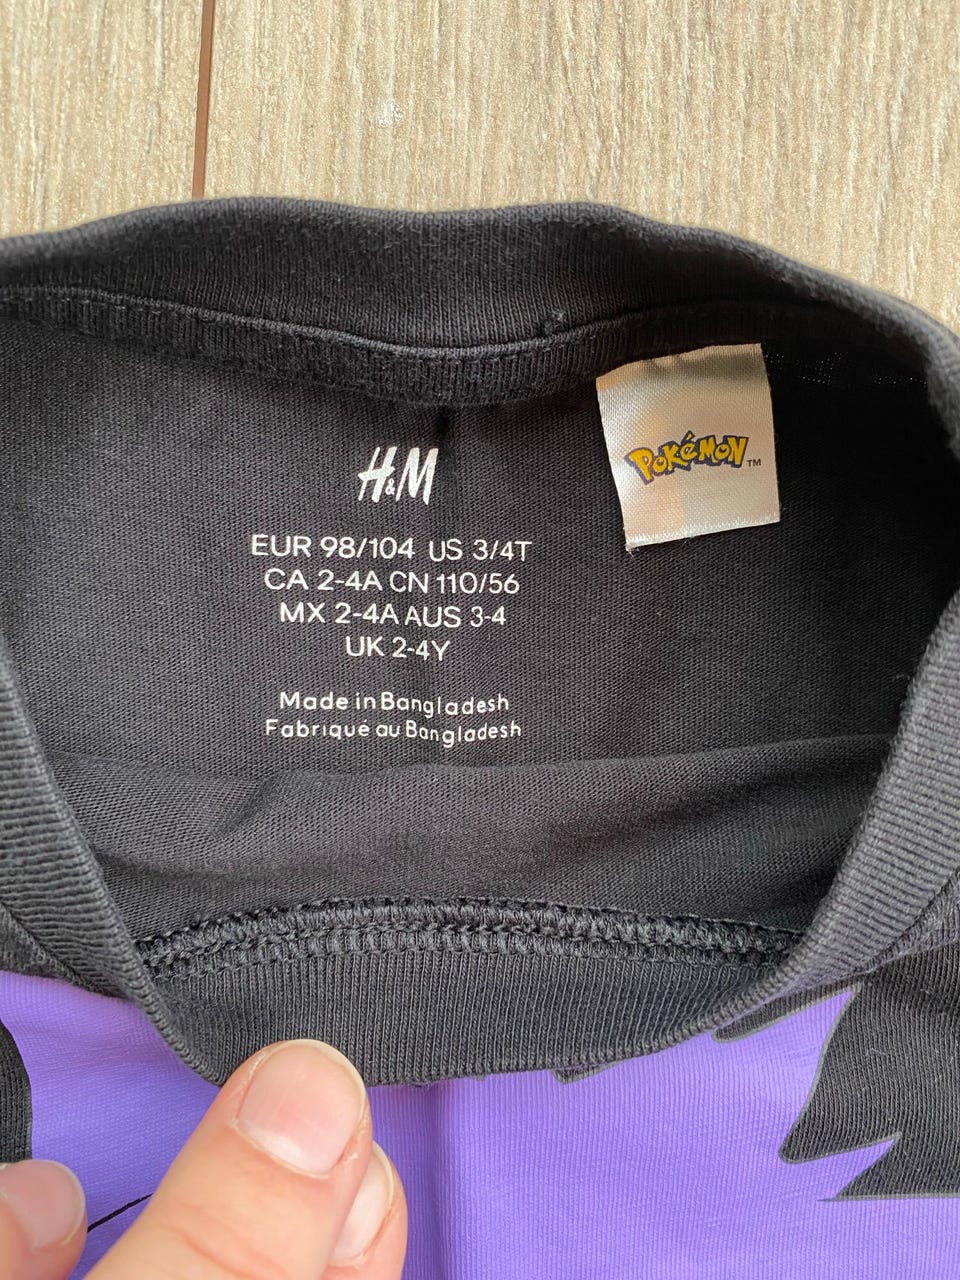 H&M
EUR 98/104 US 3/4T
CA 2-4A CN 110/56
MX 2-4A AUS 3-4
UK 2-4Y
Made in Bangladesh
Fabriqué au Bangladesh
POKéMON™